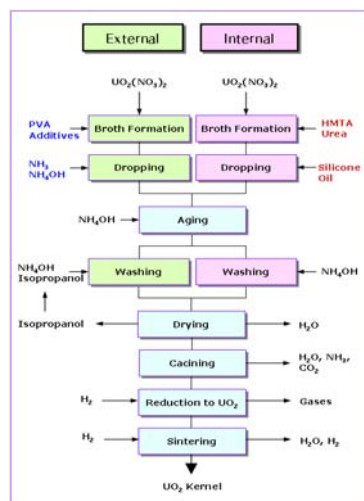 External Internal
UO₂(NO₃)₂ UO₂(NO₃)₂
PVA Additives Broth Formation Broth Formation HMTA Urea
NH₃ NH₄OH Dropping Dropping Silicone Oil
NH₄OH Aging
NH₄OH Isopropanol Washing Washing NH₄OH
Isopropanol Drying H₂O
Cacining H₂O, NH₃, CO₂
H₂ Reduction to UO₂ Gases
H₂ Sintering H₂O, H₂
UO₂ Kernel